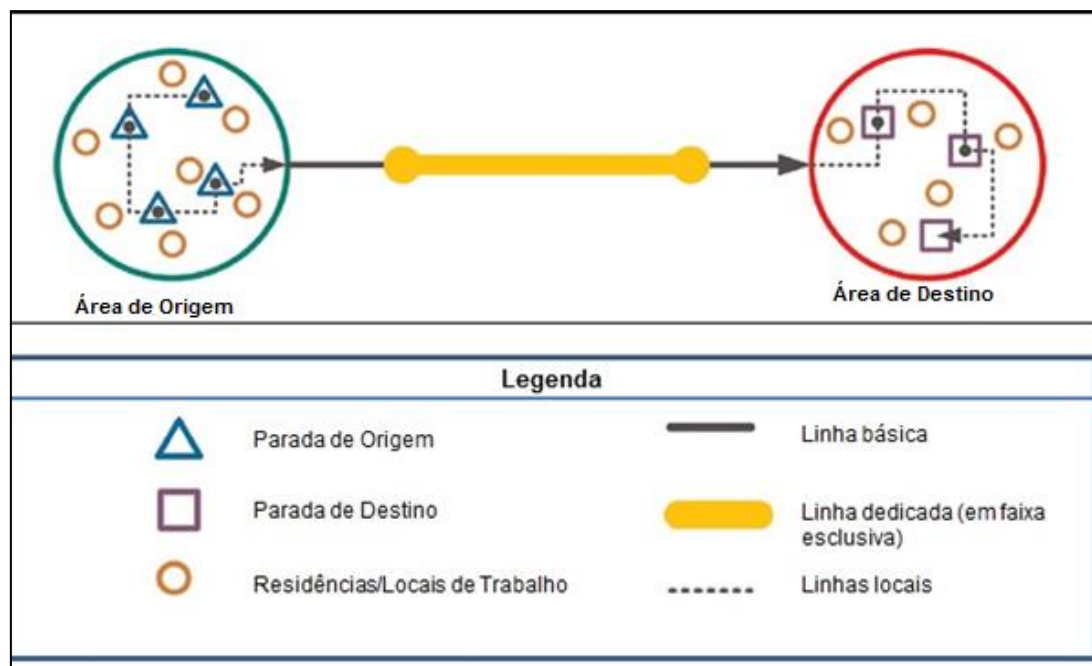 Área de Origem
Área de Destino
Legenda
Parada de Origem
Linha básica
Parada de Destino
Linha dedicada (em faixa
esclusiva)
Residências/Locais de Trabalho
Linhas locais